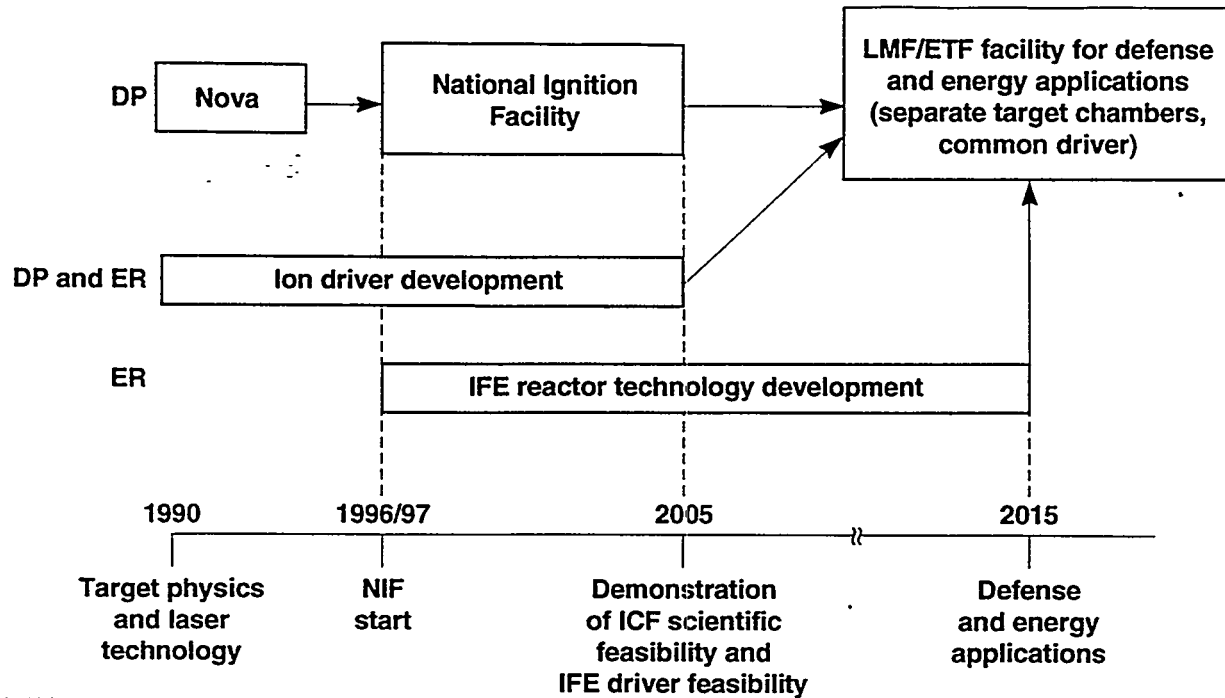 DP
Nova
National Ignition
Facility
LMF/ETF facility for defense
and energy applications
(separate target chambers,
common driver)
DP and ER
Ion driver development
ER
IFE reactor technology development
1990
1996/97
2005
2015
Target physics
and laser
technology
NIF
start
Demonstration
of ICF scientific
feasibility and
IFE driver feasibility
Defense
and energy
applications